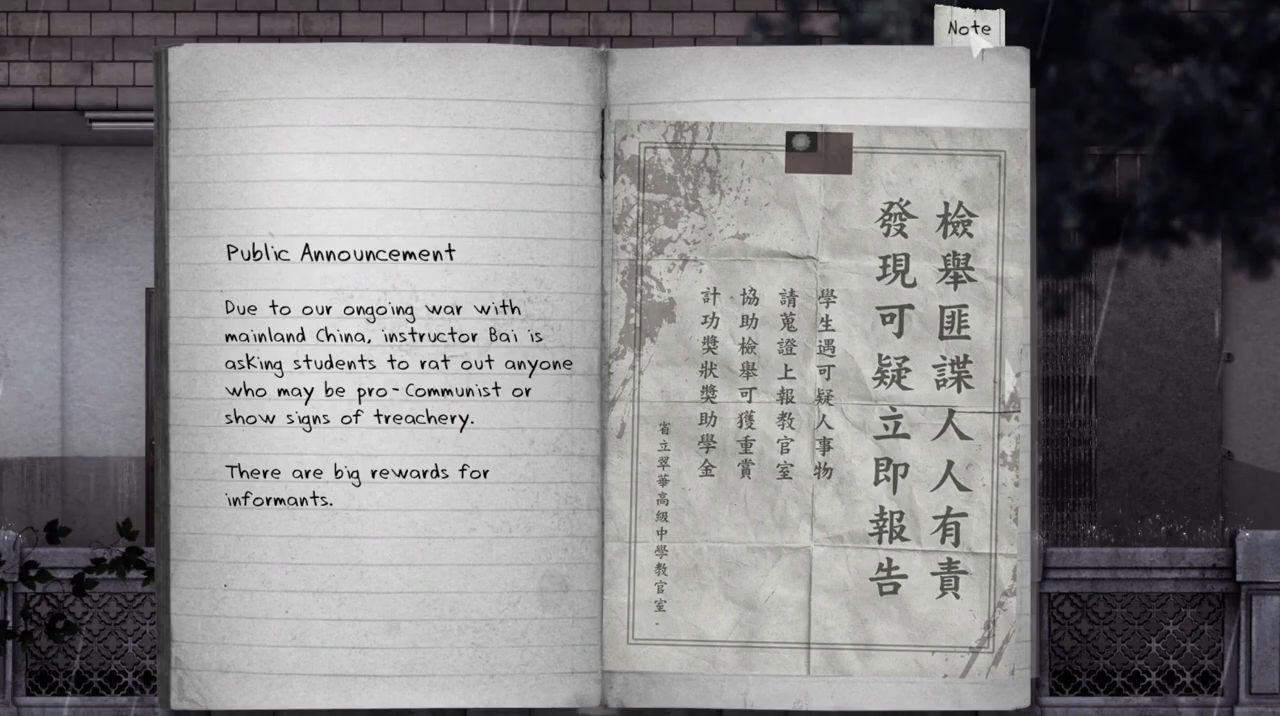 Note
Public Announcement
Due to our ongoing war with
mainland China, instructor Bai is
asking students to rat out anyone
who may be pro-Communist or
show signs of treachery.
There are big rewards for
informants.
檢舉匪諜人人有責
發現可疑立即報告
學生遇可疑人事物
請蒐證上報教官室
協助檢舉可獲重賞
計功獎狀獎助學金
省立翠華高級中學教官室